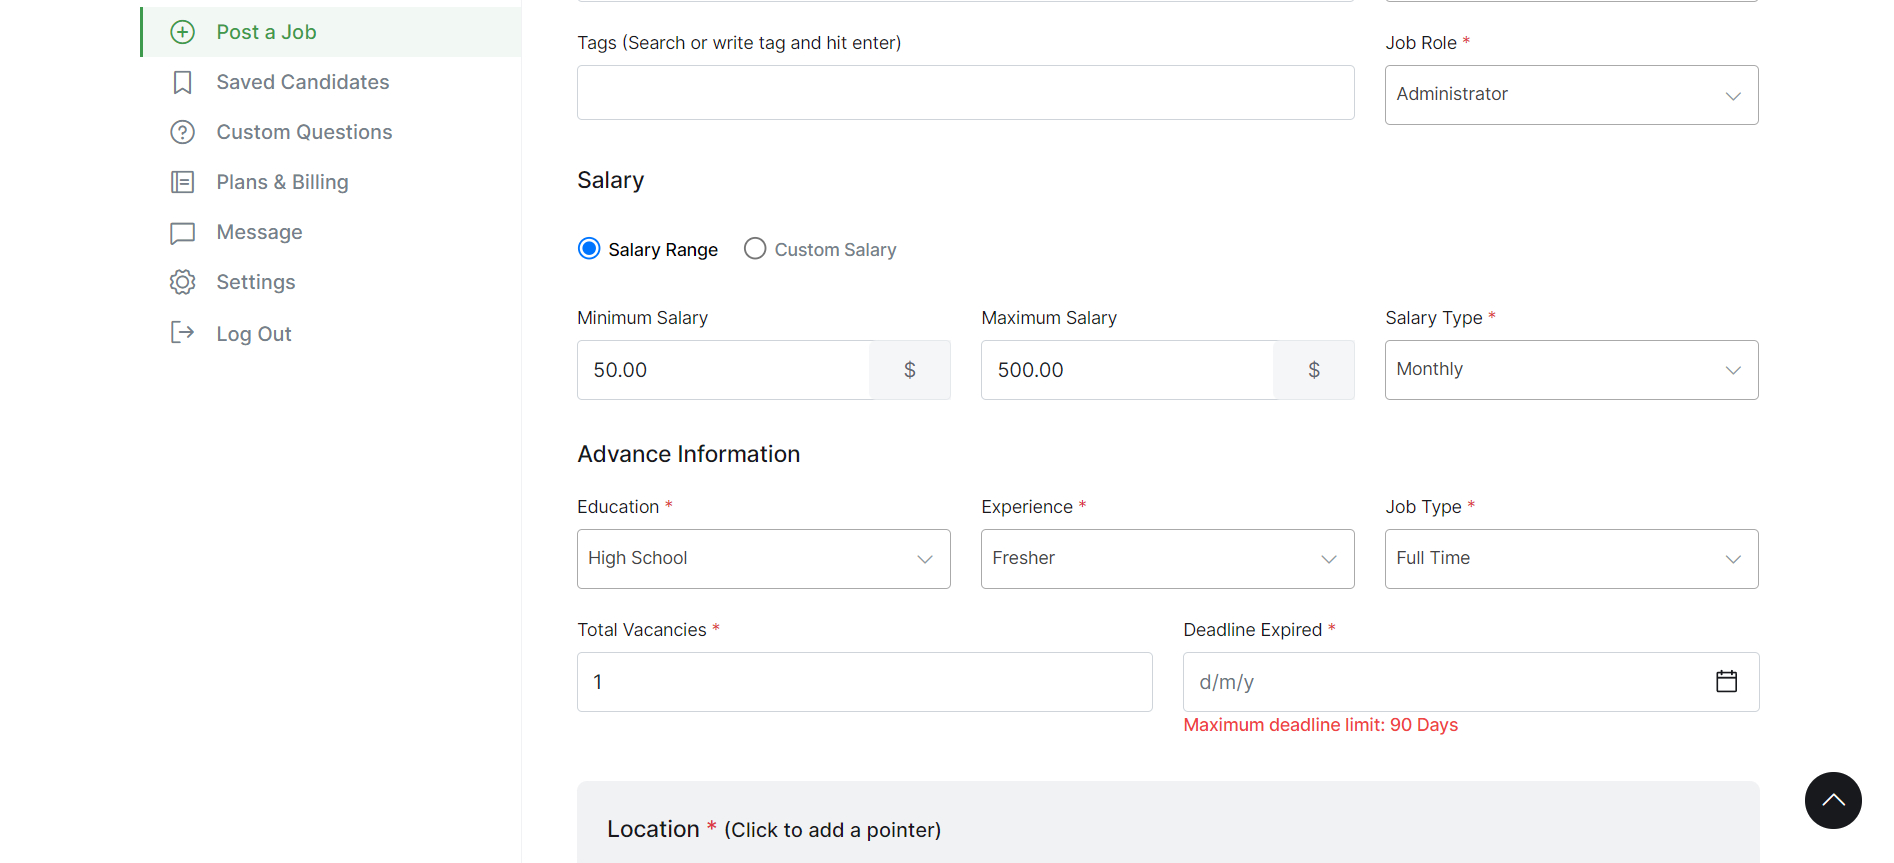 Post a Job
Saved Candidates
Custom Questions
Plans & Billing
Message
Settings
Log Out
Tags (Search or write tag and hit enter)
Job Role *
Administrator
Salary
Salary Range
Custom Salary
Minimum Salary
Maximum Salary
Salary Type *
50.00 $
500.00 $
Monthly
Advance Information
Education *
Experience *
Job Type *
High School
Fresher
Full Time
Total Vacancies *
Deadline Expired *
1
d/m/y
Maximum deadline limit: 90 Days
Location * (Click to add a pointer)